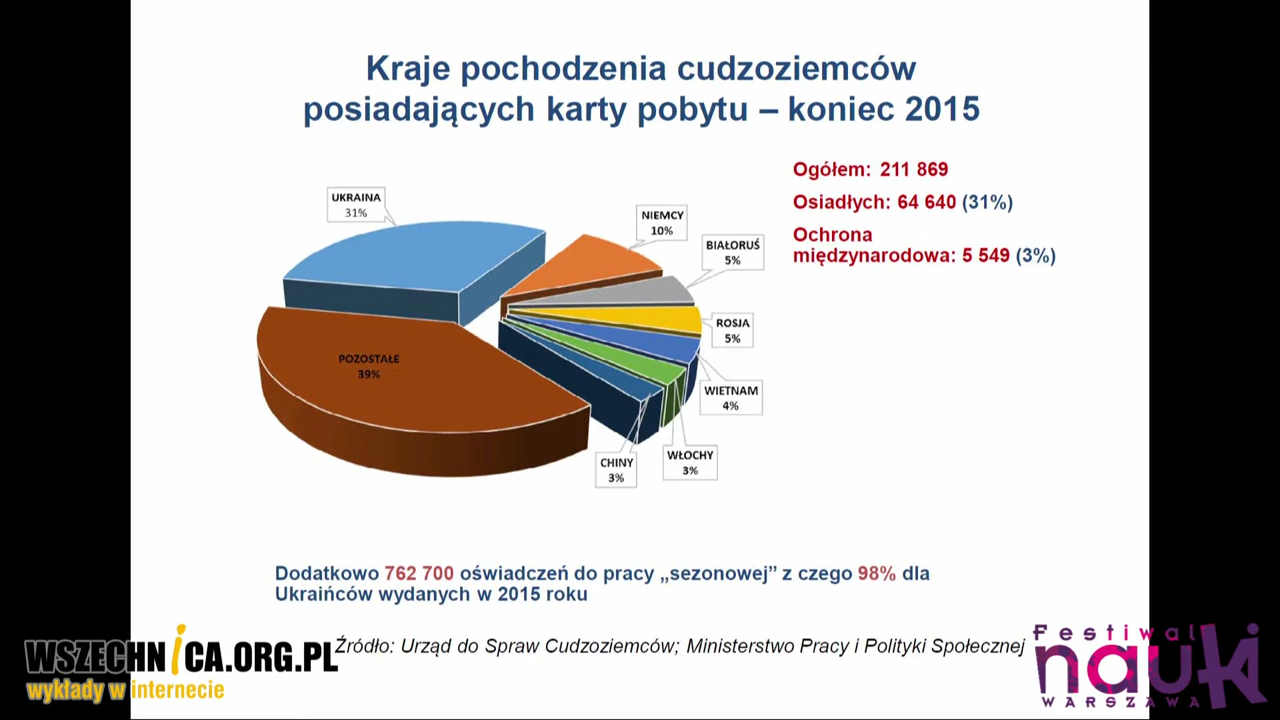 Kraje pochodzenia cudzoziemców
posiadających karty pobytu – koniec 2015
Ogółem: 211 869
Osiadłych: 64 640 (31%)
Ochrona
międzynarodowa: 5 549 (3%)
UKRAINA
31%
NIEMCY
10%
BIAŁORUŚ
5%
ROSJA
5%
WIETNAM
4%
WŁOCHY
3%
CHINY
3%
POZOSTAŁE
39%
Dodatkowo 762 700 oświadczeń do pracy „sezonowej” z czego 98% dla
Ukraińców wydanych w 2015 roku
Źródło: Urząd do Spraw Cudzoziemców; Ministerstwo Pracy i Polityki Społecznej
WSZECHNiCA.ORG.PL
wykłady w internecie
Festiwal
nauki
WARSZAWA